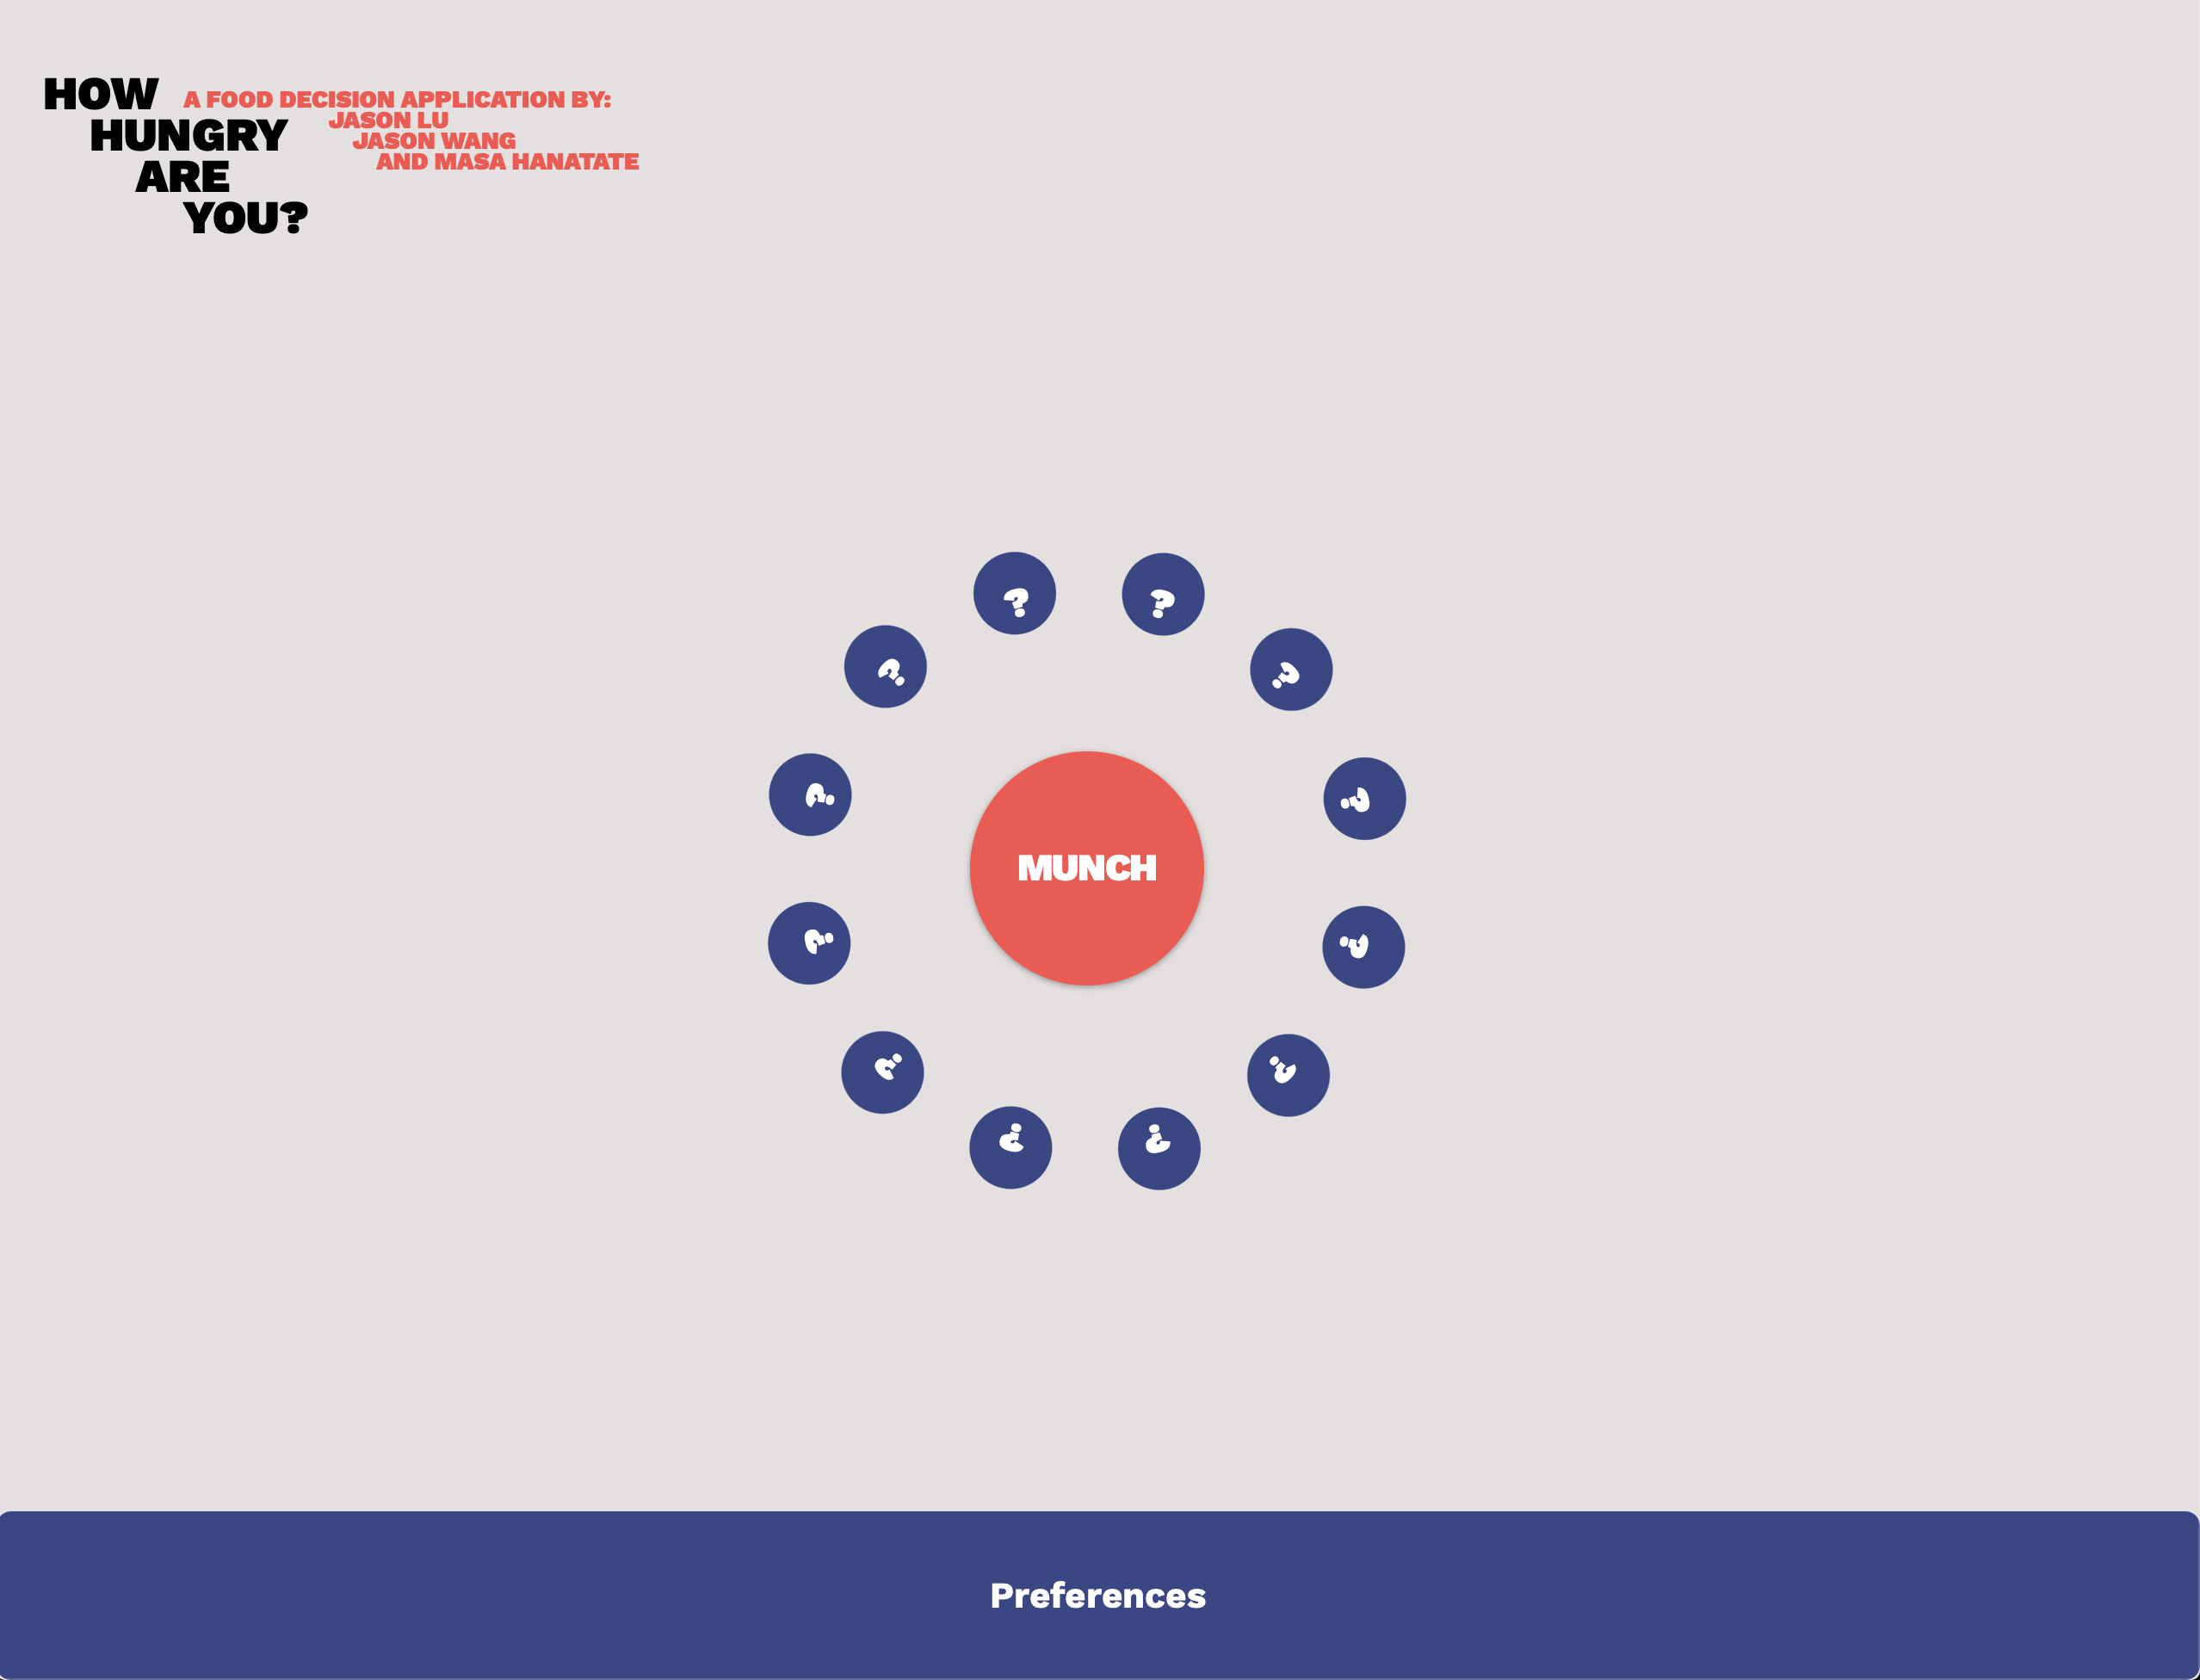 HOW
HUNGRY
ARE
YOU?
A FOOD DECISION APPLICATION BY:
JASON LU
JASON WANG
AND MASA HANATATE
?
?
?
?
?
?
?
?
?
?
?
?
MUNCH
Preferences